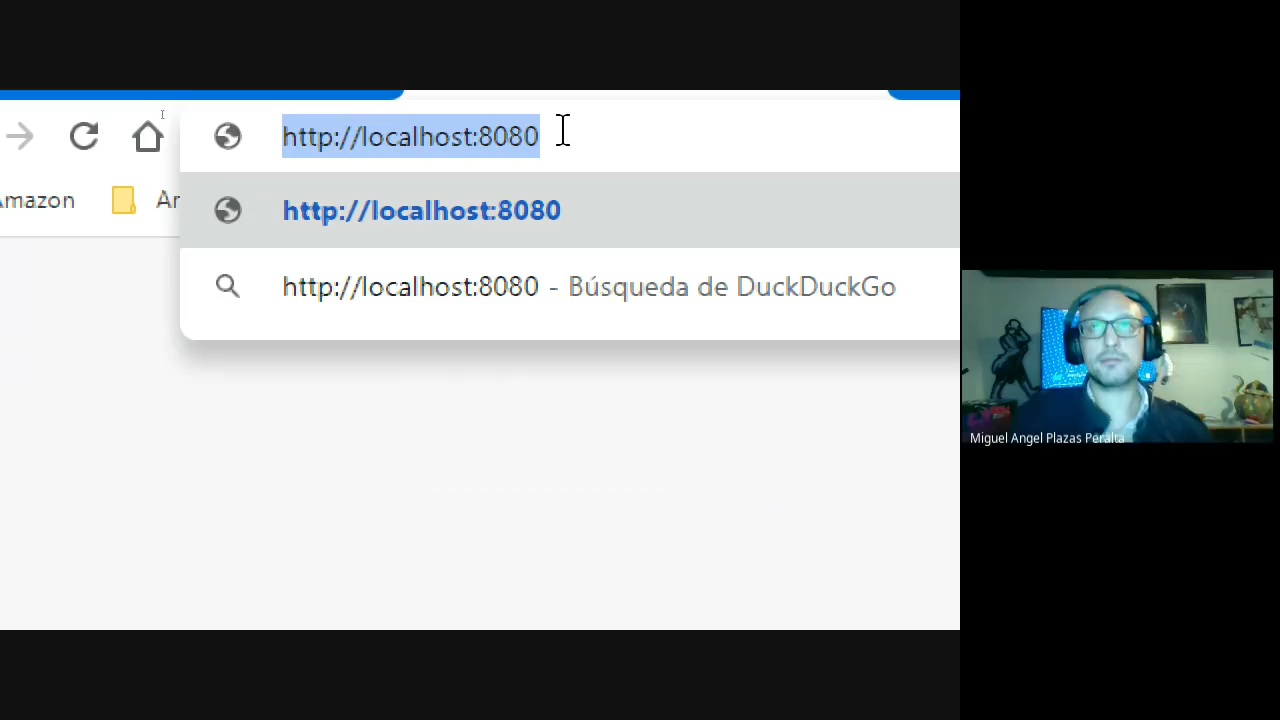 http://localhost:8080
Amazon
Ar
http://localhost:8080
http://localhost:8080 - Búsqueda de DuckDuckGo
Miguel Angel Plazas Peralta